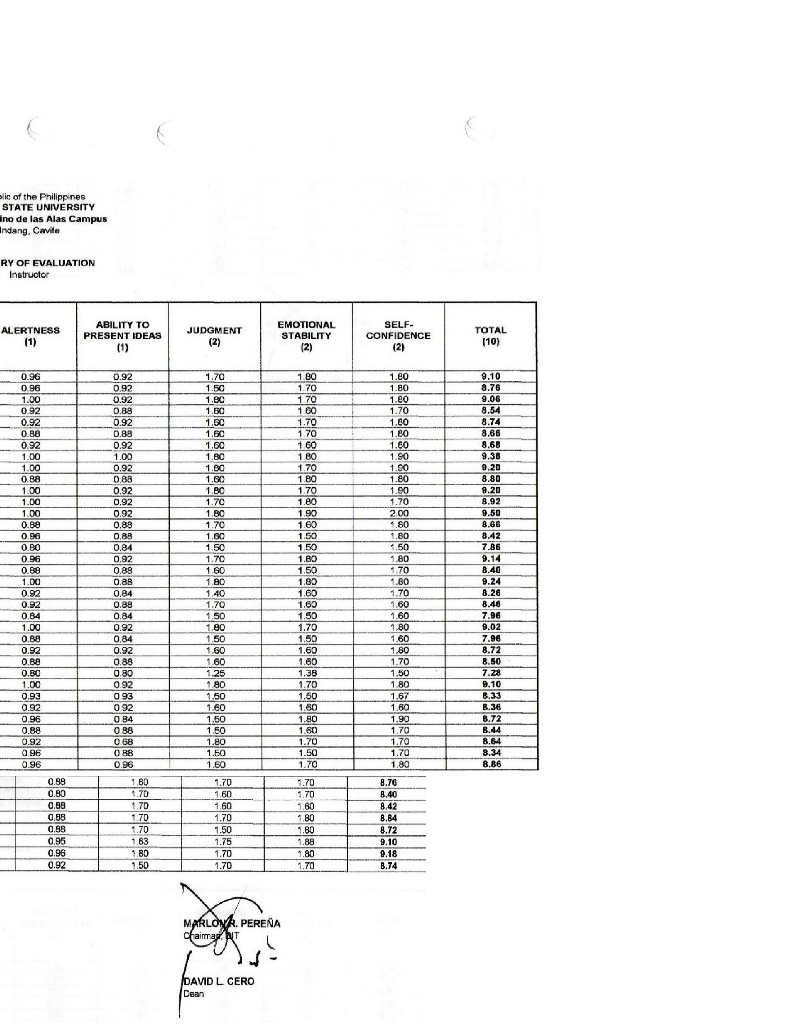 lic of the Philippines
STATE UNIVERSITY
ino de las Alas Campus
Indang, Cavite
RY OF EVALUATION
Instructor
ALERTNESS (1) ABILITY TO PRESENT IDEAS (1) JUDGMENT (2) EMOTIONAL STABILITY (2) SELF-CONFIDENCE (2) TOTAL (10)
0.96 0.92 1.70 1.80 1.80 9.10
0.96 0.92 1.50 1.70 1.80 8.76
1.00 0.92 1.80 1.70 1.80 9.06
0.92 0.88 1.60 1.60 1.70 8.54
0.92 0.92 1.60 1.70 1.80 8.74
0.88 0.88 1.60 1.70 1.80 8.66
0.92 0.92 1.60 1.60 1.80 8.68
1.00 1.00 1.80 1.80 1.90 9.38
1.00 0.92 1.80 1.70 1.90 9.20
0.88 0.88 1.60 1.80 1.80 8.80
1.00 0.92 1.80 1.70 1.90 9.20
1.00 0.92 1.70 1.80 1.70 8.92
1.00 0.92 1.80 1.90 2.00 9.50
0.88 0.88 1.70 1.60 1.80 8.66
0.96 0.88 1.60 1.50 1.80 8.42
0.80 0.84 1.50 1.50 1.50 7.86
0.96 0.92 1.70 1.80 1.80 9.14
0.88 0.88 1.60 1.50 1.70 8.40
1.00 0.88 1.80 1.80 1.80 9.24
0.92 0.84 1.40 1.60 1.70 8.26
0.92 0.88 1.70 1.60 1.60 8.46
0.84 0.84 1.50 1.50 1.60 7.96
1.00 0.92 1.80 1.70 1.80 9.02
0.88 0.84 1.50 1.50 1.60 7.96
0.92 0.92 1.60 1.60 1.80 8.72
0.88 0.88 1.60 1.60 1.70 8.50
0.80 0.80 1.25 1.38 1.50 7.28
1.00 0.92 1.80 1.70 1.80 9.10
0.93 0.93 1.50 1.50 1.67 8.33
0.92 0.92 1.60 1.60 1.60 8.36
0.96 0.84 1.50 1.80 1.90 8.72
0.88 0.88 1.50 1.60 1.70 8.44
0.92 0.68 1.80 1.70 1.70 8.64
0.96 0.88 1.50 1.50 1.70 8.34
0.96 0.96 1.60 1.70 1.80 8.86
0.88 1.80 1.70 1.70 8.76
0.80 1.70 1.60 1.70 8.40
0.88 1.70 1.60 1.60 8.42
0.88 1.70 1.70 1.80 8.84
0.88 1.70 1.50 1.80 8.72
0.95 1.63 1.75 1.88 9.10
0.96 1.80 1.70 1.80 9.18
0.92 1.50 1.70 1.70 8.74
MARLON R. PEREÑA
Chairman, DIT
DAVID L. CERO
Dean